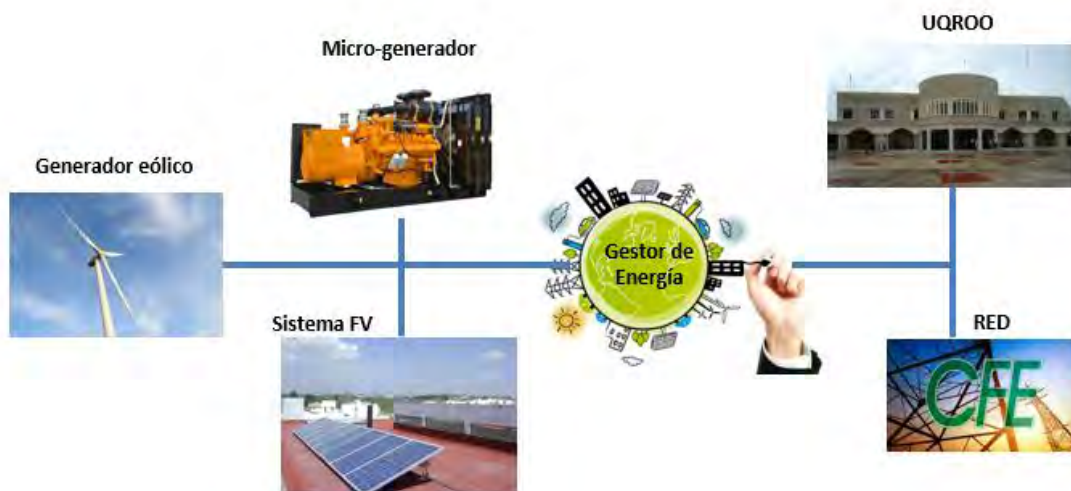 UQROO
Micro-generador
Generador eólico
Gestor de
Energía
Sistema FV
RED
CFE